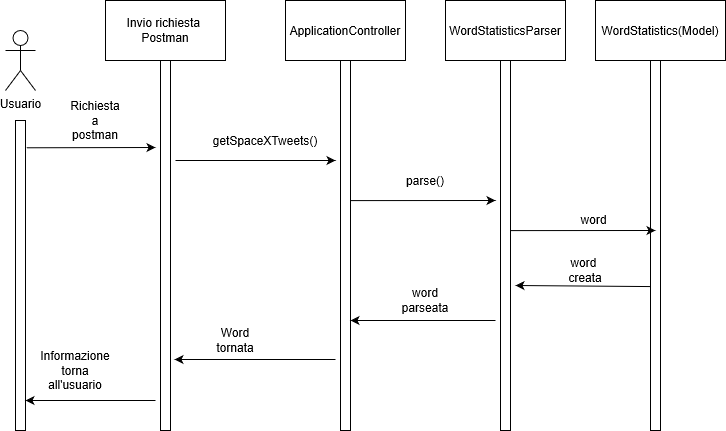 Invio richiesta
Postman
ApplicationController
WordStatisticsParser
WordStatistics(Model)
Usuario
Richiesta
a
postman
getSpaceXTweets()
parse()
word
word
creata
word
parseata
Word
tornata
Informazione
torna
all'usuario